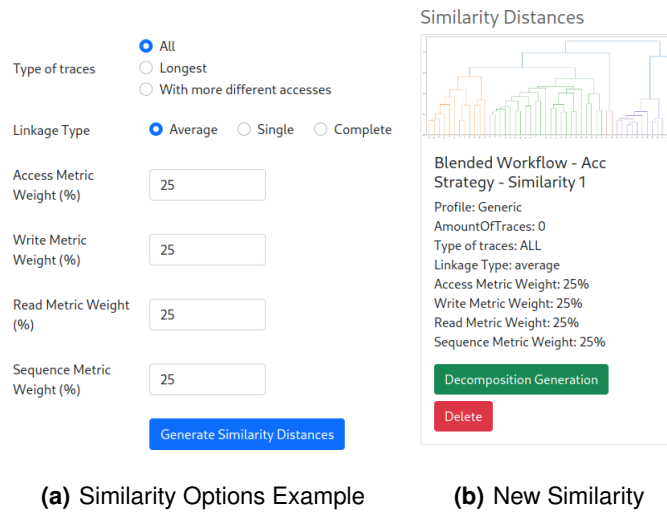 Type of traces
All
Longest
With more different accesses
Linkage Type
Average Single Complete
Access Metric
Weight (%)
25
Write Metric
Weight (%)
25
Read Metric Weight
(%)
25
Sequence Metric
Weight (%)
25
Generate Similarity Distances
(a) Similarity Options Example
Similarity Distances
Blended Workflow - Acc
Strategy - Similarity 1
Profile: Generic
AmountOfTraces: 0
Type of traces: ALL
Linkage Type: average
Access Metric Weight: 25%
Write Metric Weight: 25%
Read Metric Weight: 25%
Sequence Metric Weight: 25%
Decomposition Generation
Delete
(b) New Similarity